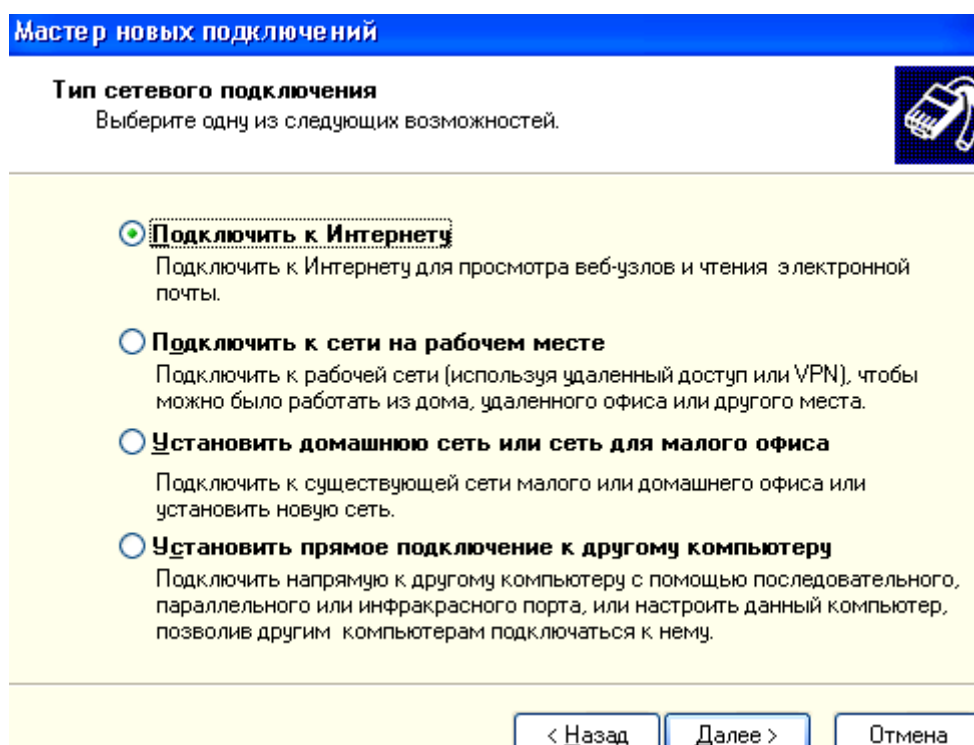 Мастер новых подключений
Тип сетевого подключения
Выберите одну из следующих возможностей.
Подключить к Интернету
Подключить к Интернету для просмотра веб-узлов и чтения электронной
почты.
Подключить к сети на рабочем месте
Подключить к рабочей сети (используя удаленный доступ или VPN), чтобы
можно было работать из дома, удаленного офиса или другого места.
Установить домашнюю сеть или сеть для малого офиса
Подключить к существующей сети малого или домашнего офиса или
установить новую сеть.
Установить прямое подключение к другому компьютеру
Подключить напрямую к другому компьютеру с помощью последовательного,
параллельного или инфракрасного порта, или настроить данный компьютер,
позволив другим компьютерам подключаться к нему.
< Назад Далее > Отмена